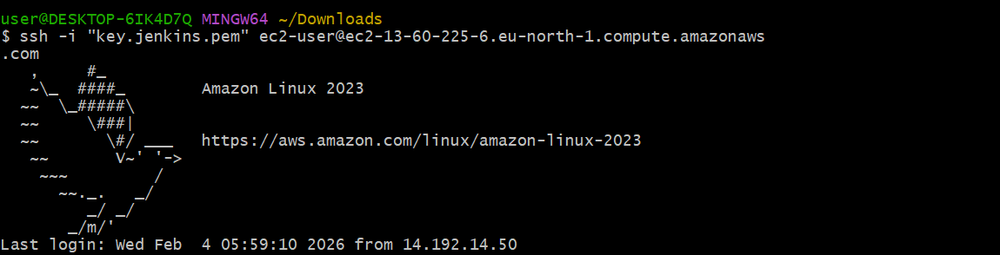 user@DESKTOP-6IK4D7Q MINGW64 ~/Downloads
$ ssh -i "key.jenkins.pem" ec2-user@ec2-13-60-225-6.eu-north-1.compute.amazonaws
.com
   ,     #_
   ~\_  ####_        Amazon Linux 2023
  ~~  \_#####\
  ~~     \###|
  ~~       \#/ ___   https://aws.amazon.com/linux/amazon-linux-2023
   ~~       V~' '->
    ~~~         /
      ~~._.   _/
         _/ _/
       _/m/'
Last login: Wed Feb  4 05:59:10 2026 from 14.192.14.50